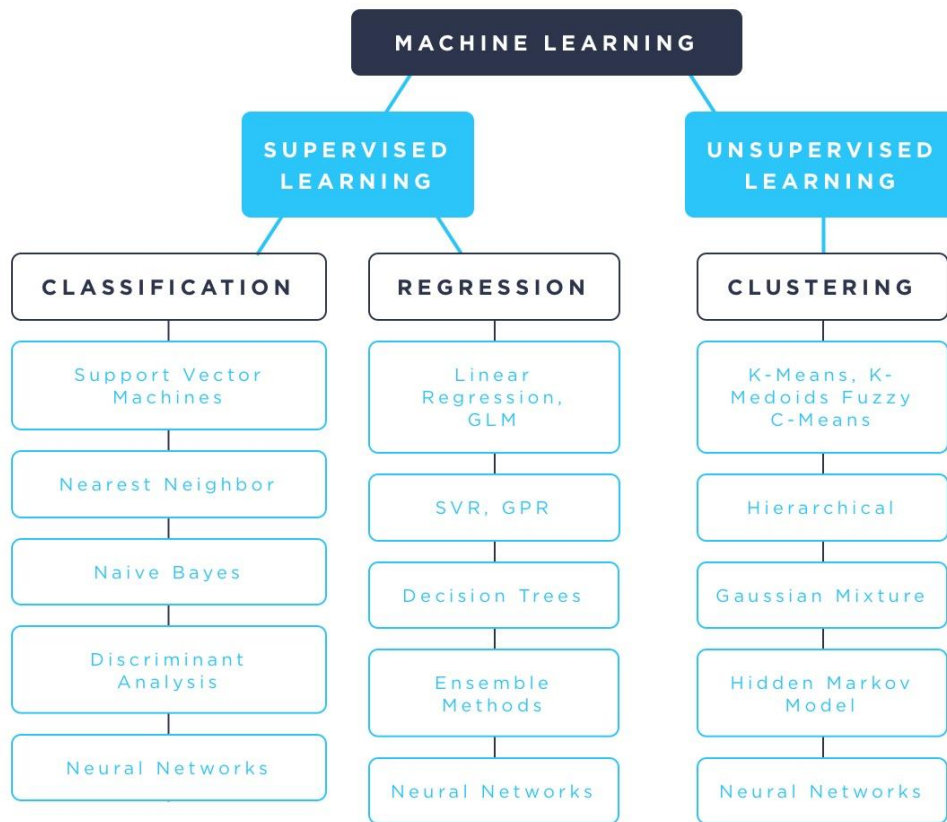 MACHINE LEARNING
SUPERVISED
LEARNING
UNSUPERVISED
LEARNING
CLASSIFICATION
Support Vector
Machines
Nearest Neighbor
Naive Bayes
Discriminant
Analysis
Neural Networks
REGRESSION
Linear
Regression,
GLM
SVR, GPR
Decision Trees
Ensemble
Methods
Neural Networks
CLUSTERING
K-Means, K-
Medoids Fuzzy
C-Means
Hierarchical
Gaussian Mixture
Hidden Markov
Model
Neural Networks